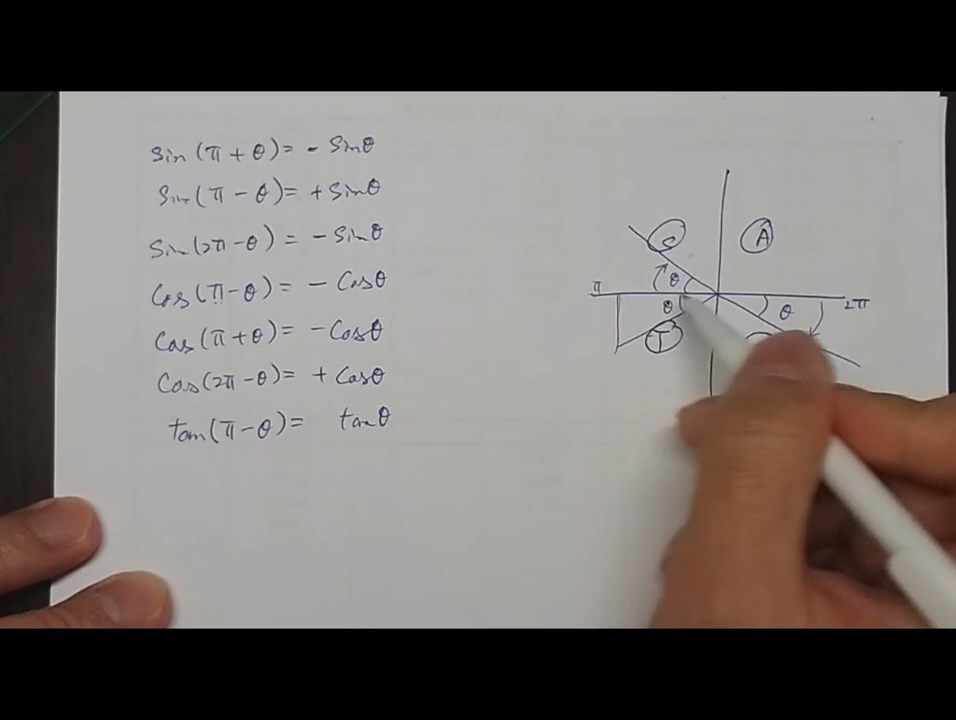 sin(π+θ)= - sinθ
sin(π-θ)= +sinθ
sin(2π-θ) = -sinθ
Cos(π-θ)= - Cosθ
Cos(π+θ)= -Cosθ
Cos(2π-θ)= +Cosθ
tan(π-θ)= tanθ
S A
π θ θ θ 2π
T